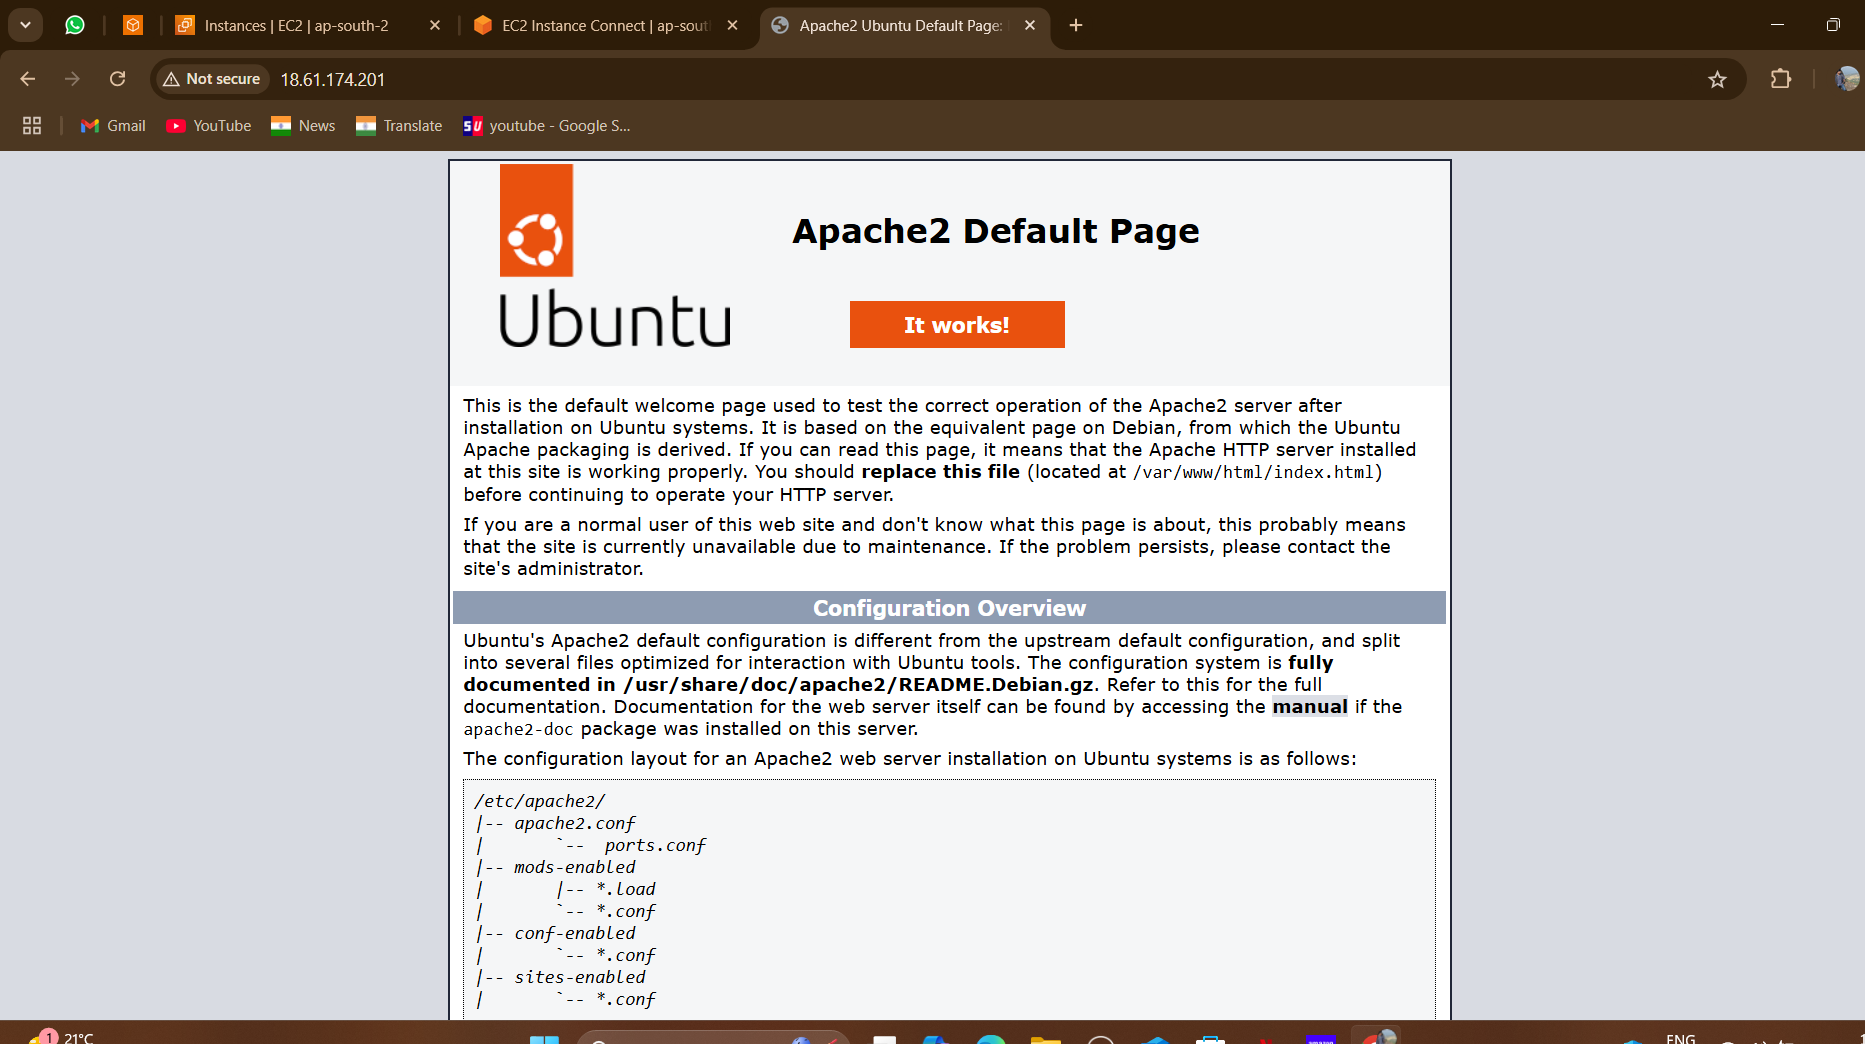 Instances | EC2 | ap-south-2
EC2 Instance Connect | ap-sout
Apache2 Ubuntu Default Page:
Not secure
18.61.174.201
Gmail
YouTube
News
Translate
SU
youtube - Google S...
Ubuntu
Apache2 Default Page
It works!
This is the default welcome page used to test the correct operation of the Apache2 server after
installation on Ubuntu systems. It is based on the equivalent page on Debian, from which the Ubuntu
Apache packaging is derived. If you can read this page, it means that the Apache HTTP server installed
at this site is working properly. You should replace this file (located at /var/www/html/index.html)
before continuing to operate your HTTP server.
If you are a normal user of this web site and don't know what this page is about, this probably means
that the site is currently unavailable due to maintenance. If the problem persists, please contact the
site's administrator.
Configuration Overview
Ubuntu's Apache2 default configuration is different from the upstream default configuration, and split
into several files optimized for interaction with Ubuntu tools. The configuration system is fully
documented in /usr/share/doc/apache2/README.Debian.gz. Refer to this for the full
documentation. Documentation for the web server itself can be found by accessing the manual if the
apache2-doc package was installed on this server.
The configuration layout for an Apache2 web server installation on Ubuntu systems is as follows:
/etc/apache2/
|-- apache2.conf
|       `--  ports.conf
|-- mods-enabled
|       |-- *.load
|       `-- *.conf
|-- conf-enabled
|       `-- *.conf
|-- sites-enabled
|       `-- *.conf
1
21°C
ENG